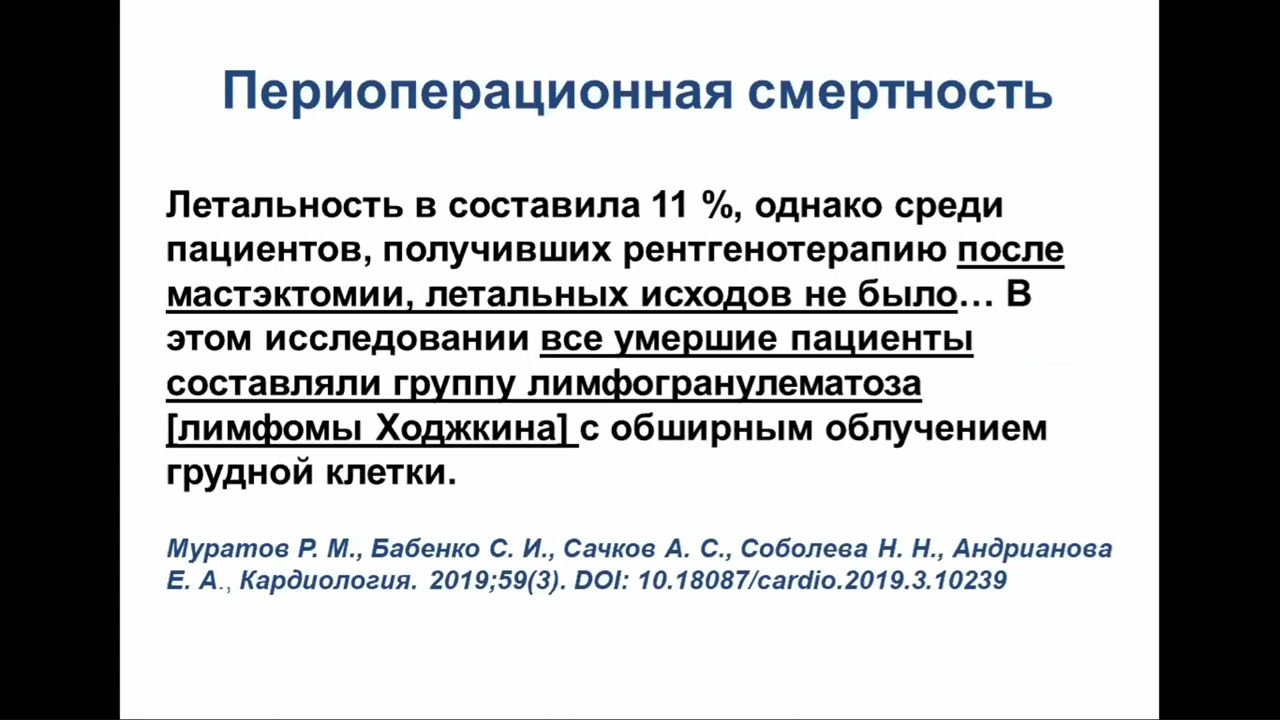 Периоперационная смертность
Летальность в составила 11 %, однако среди
пациентов, получивших рентгенотерапию после
мастэктомии, летальных исходов не было… В
этом исследовании все умершие пациенты
составляли группу лимфогранулематоза
[лимфомы Ходжкина] с обширным облучением
грудной клетки.
Муратов Р. М., Бабенко С. И., Сачков А. С., Соболева Н. Н., Андрианова
Е. А., Кардиология. 2019;59(3). DOI: 10.18087/cardio.2019.3.10239